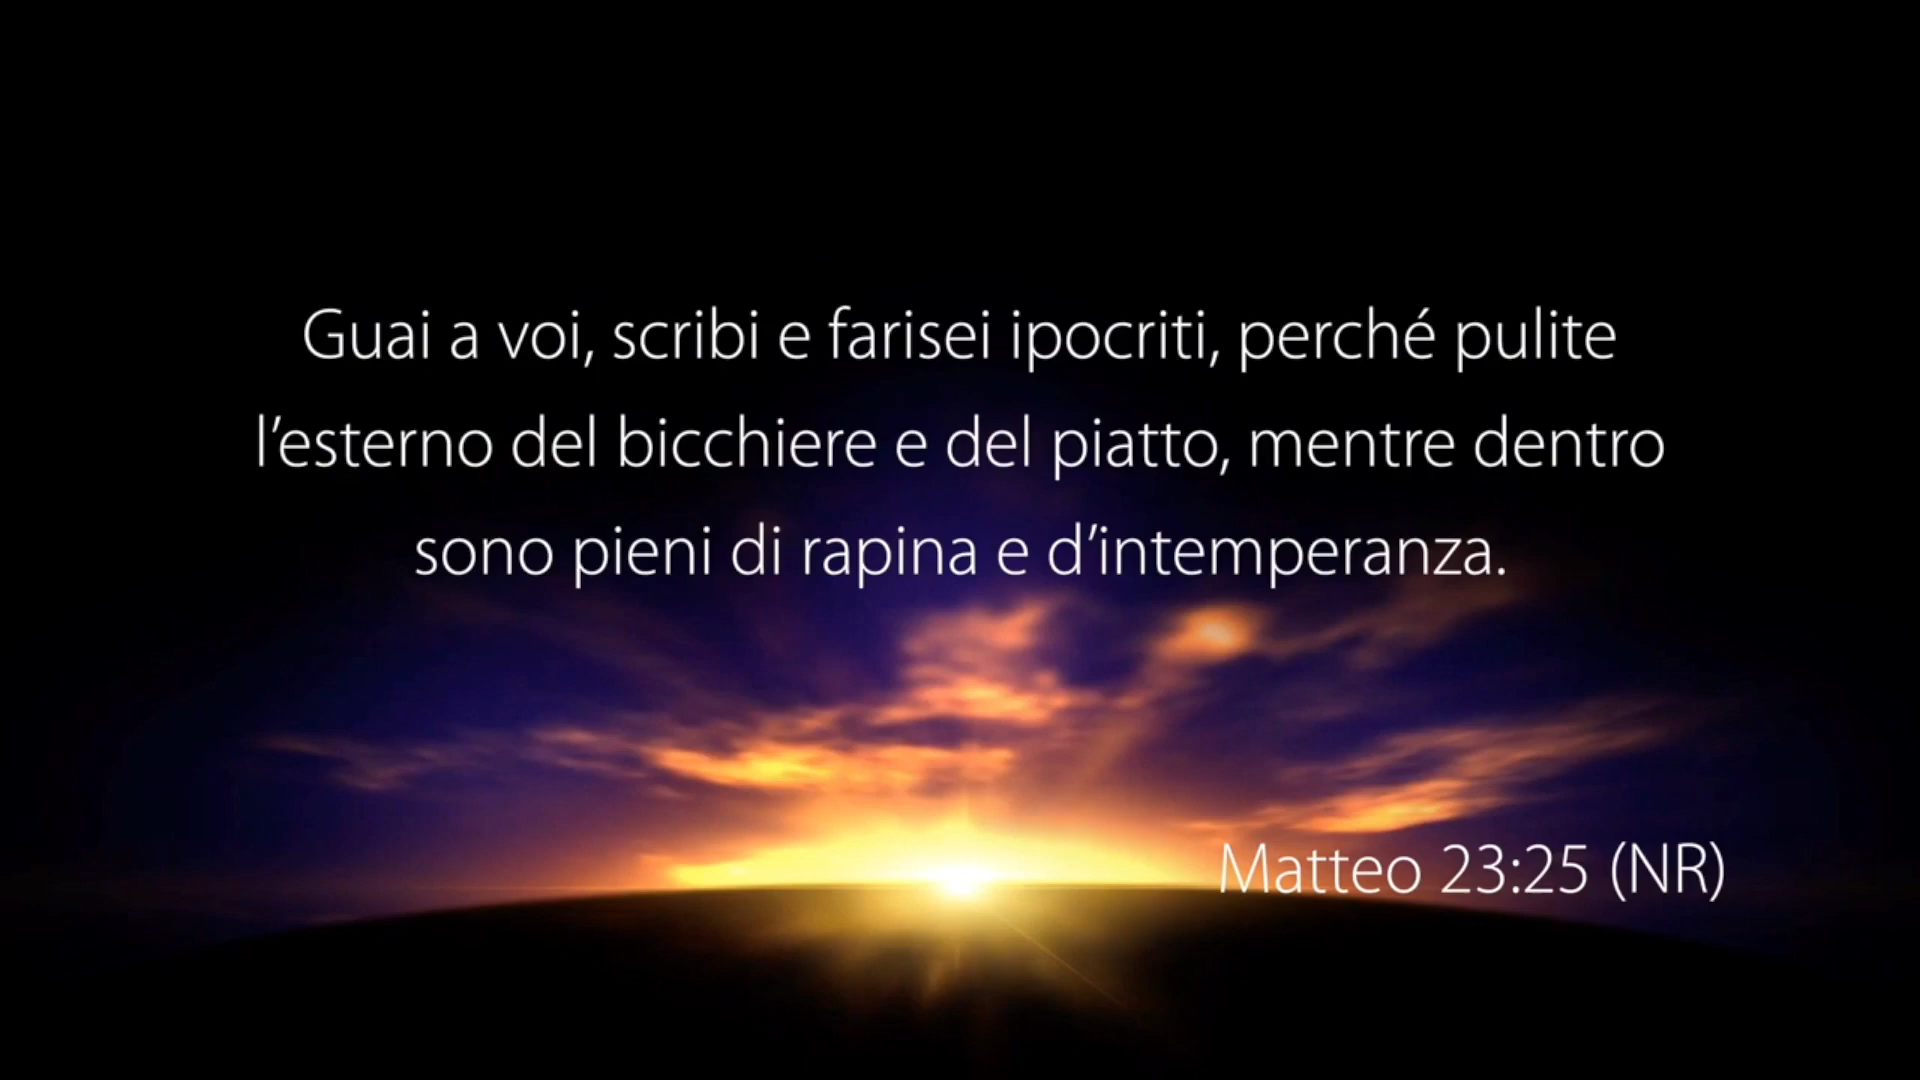 Guai a voi, scribi e farisei ipocriti, perché pulite
l’esterno del bicchiere e del piatto, mentre dentro
sono pieni di rapina e d’intemperanza.
Matteo 23:25 (NR)